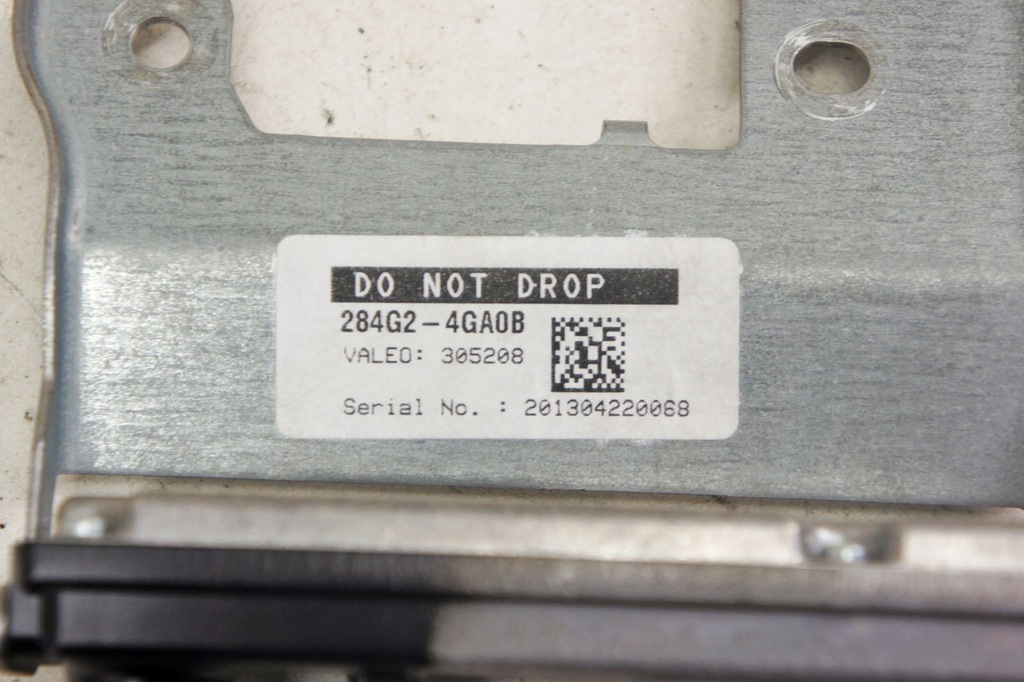 DO NOT DROP
284G2-4GA0B
VALEO: 305208
Serial No. : 201304220068